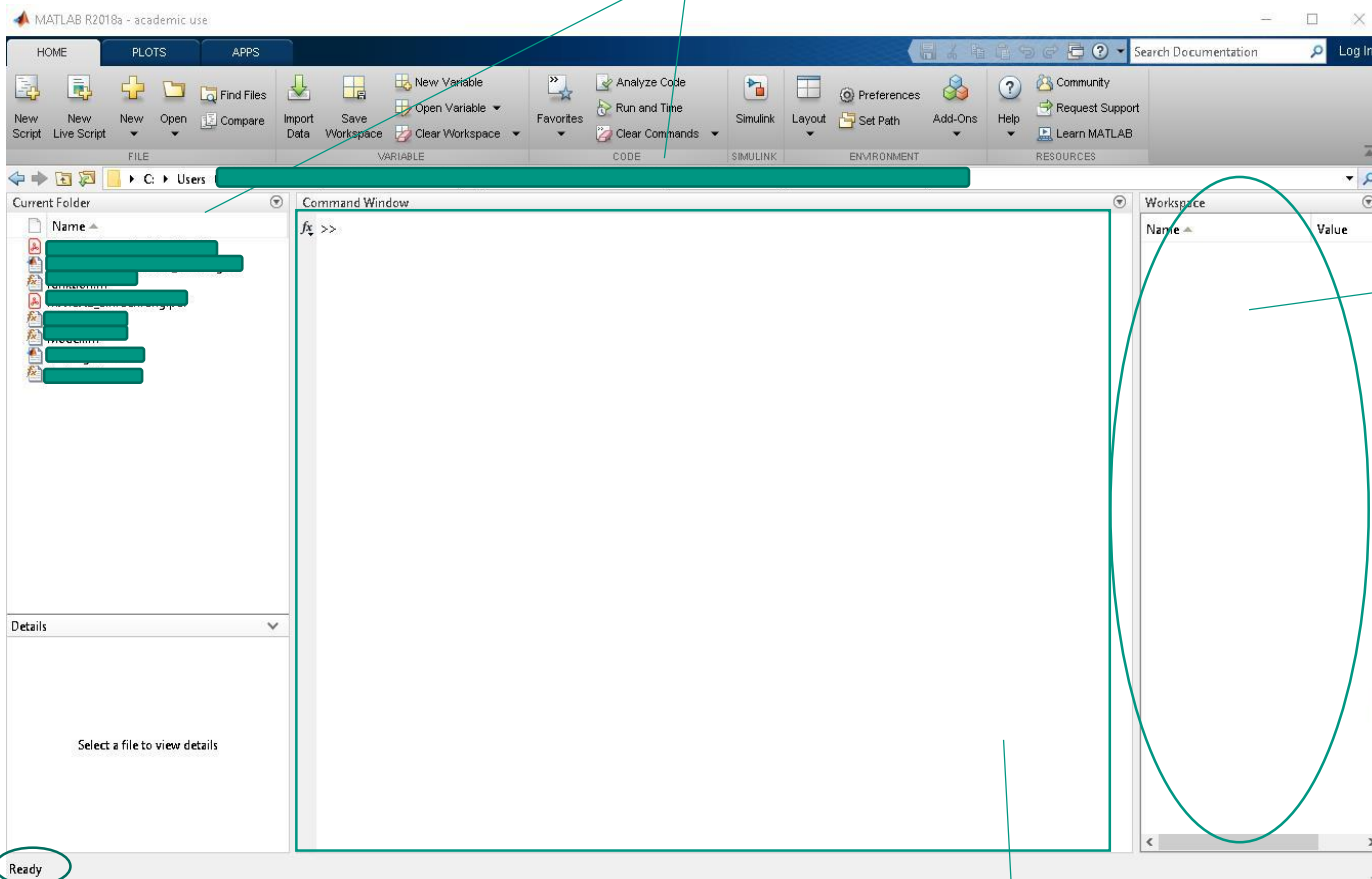 MATLAB R2018a - academic use
HOME PLOTS APPS
Search Documentation
Log In
New Script
New Live Script
New
Open
Find Files
Compare
FILE
Import Data
Save Workspace
New Variable
Open Variable
Clear Workspace
VARIABLE
Favorites
Analyze Code
Run and Time
Clear Commands
CODE
Simulink
SIMULINK
Layout
Preferences
Set Path
Add-Ons
ENVIRONMENT
Help
Community
Request Support
Learn MATLAB
RESOURCES
C: Users
Current Folder
Name
Details
Select a file to view details
Command Window
fx >>
Workspace
Name Value
Ready